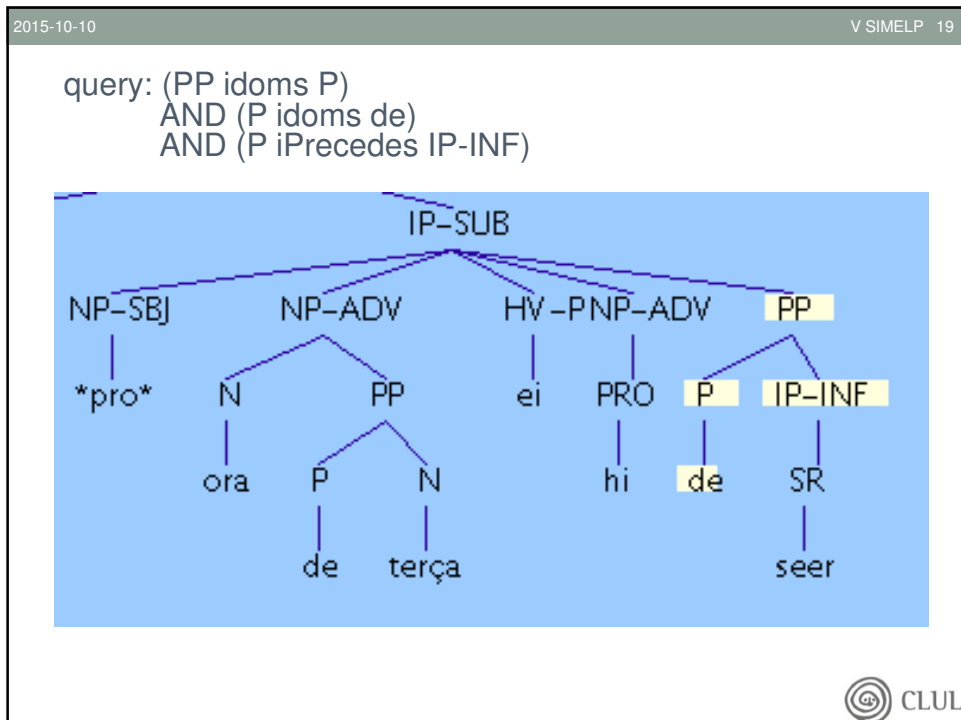 2015-10-10 V SIMELP 19
query: (PP idoms P)
AND (P idoms de)
AND (P iPrecedes IP-INF)
IP-SUB
NP-SBJ NP-ADV HV-P NP-ADV PP
*pro* N PP ei PRO P IP-INF
ora P N hi de SR
de terça seer
CLUL